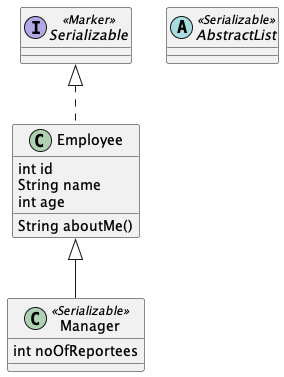 I «Marker»
Serializable
A «Serializable»
AbstractList
C Employee
int id
String name
int age
String aboutMe()
C «Serializable»
Manager
int noOfReportees